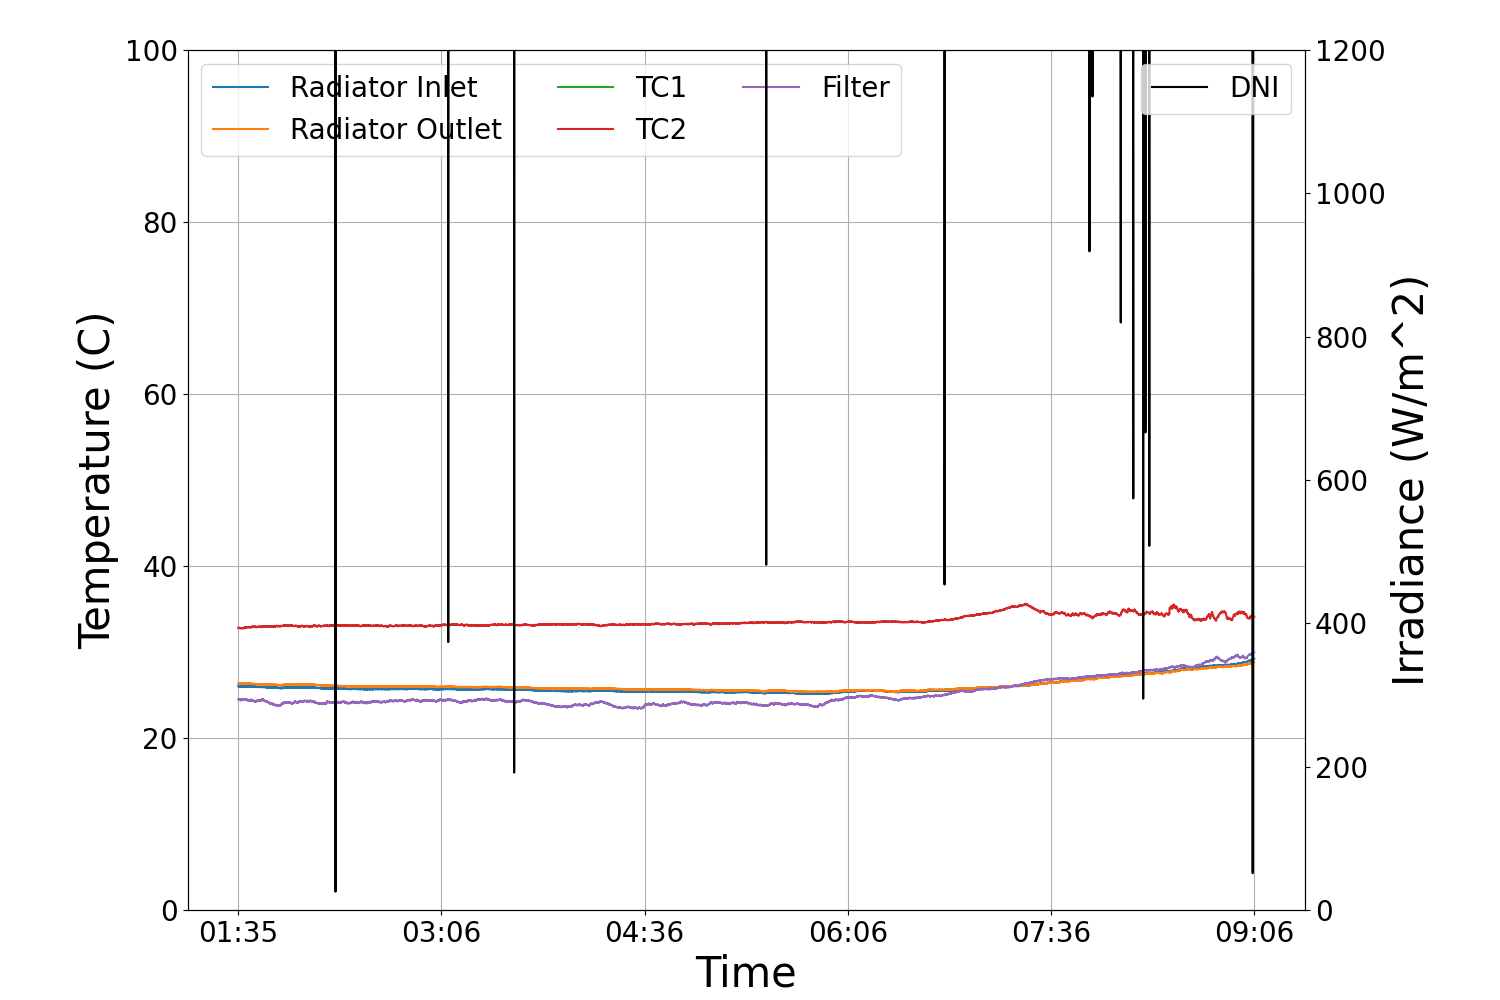 100
80
60
40
20
0
Temperature (C)
Radiator Inlet
Radiator Outlet
TC1
TC2
Filter
DNI
1200
1000
800
600
400
200
0
Irradiance (W/m^2)
01:35 03:06 04:36 06:06 07:36 09:06
Time